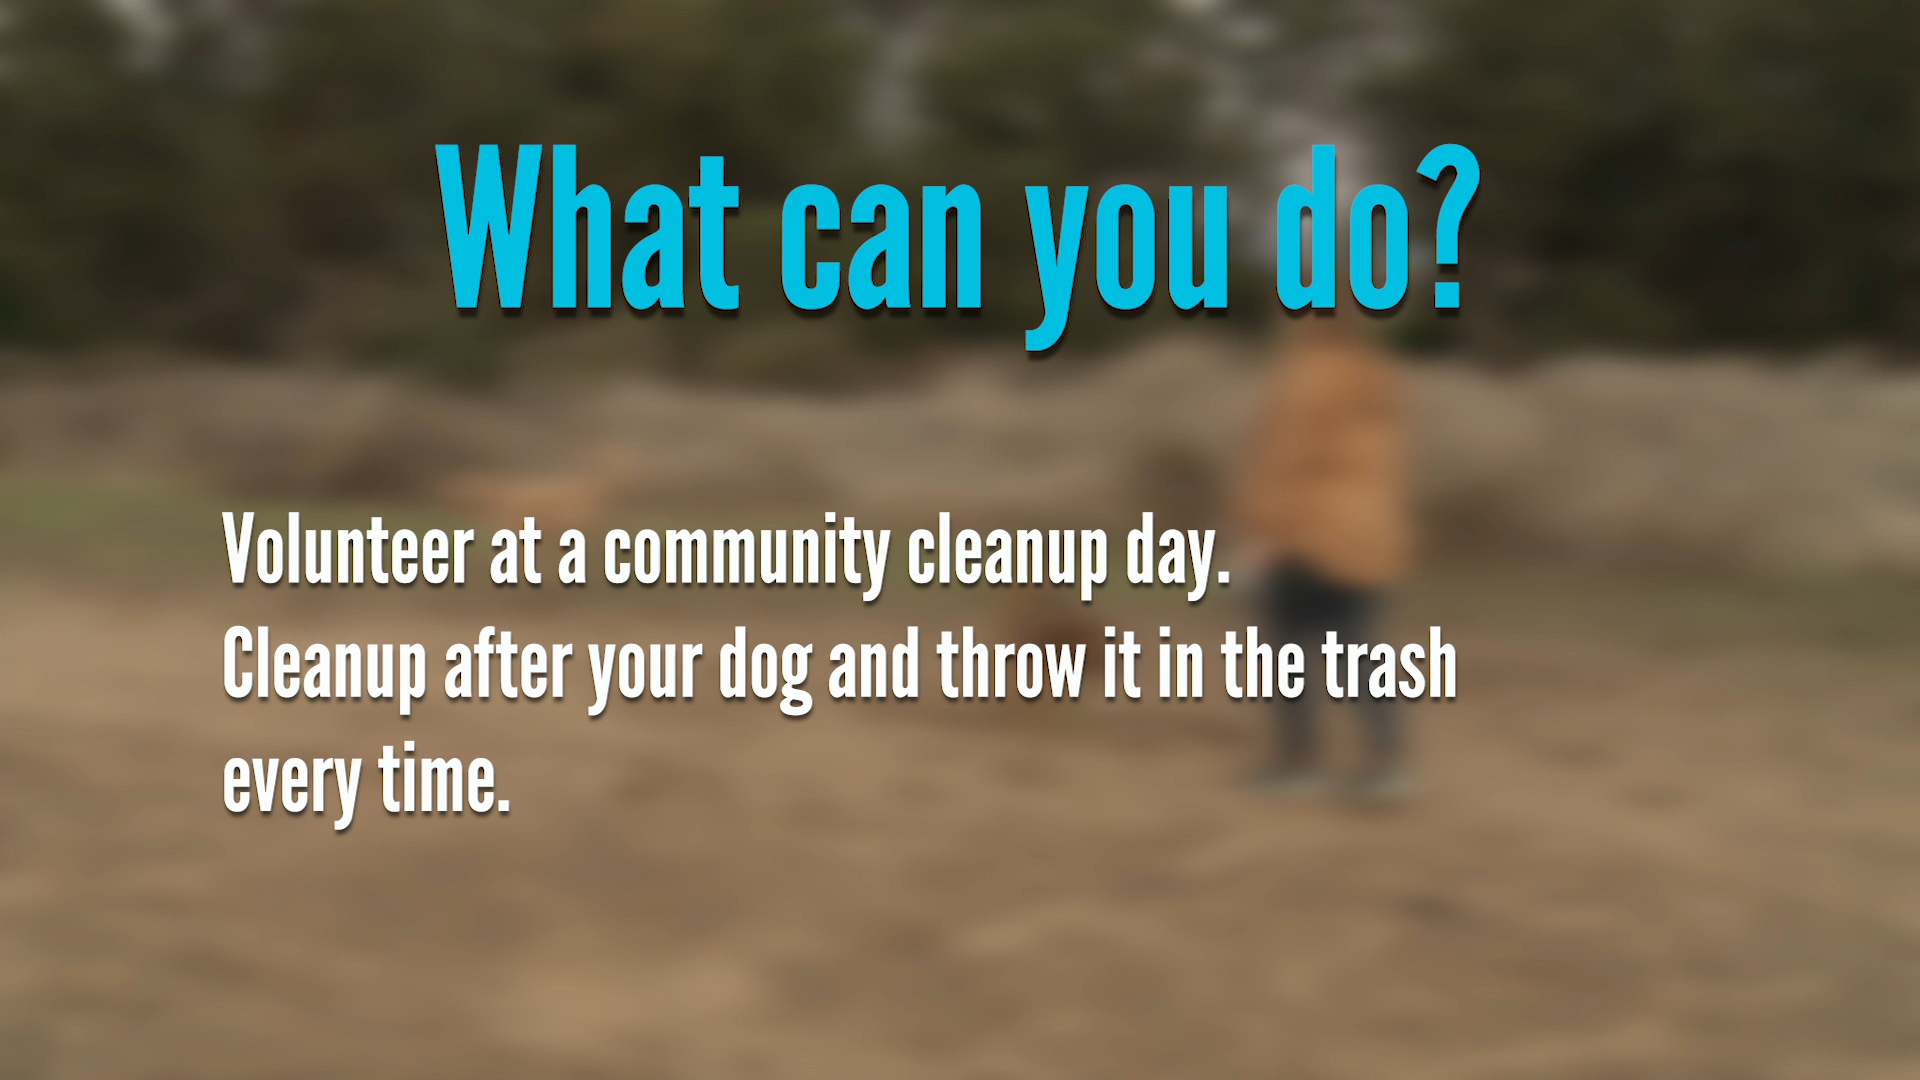 What can you do?
Volunteer at a community cleanup day.
Cleanup after your dog and throw it in the trash
every time.